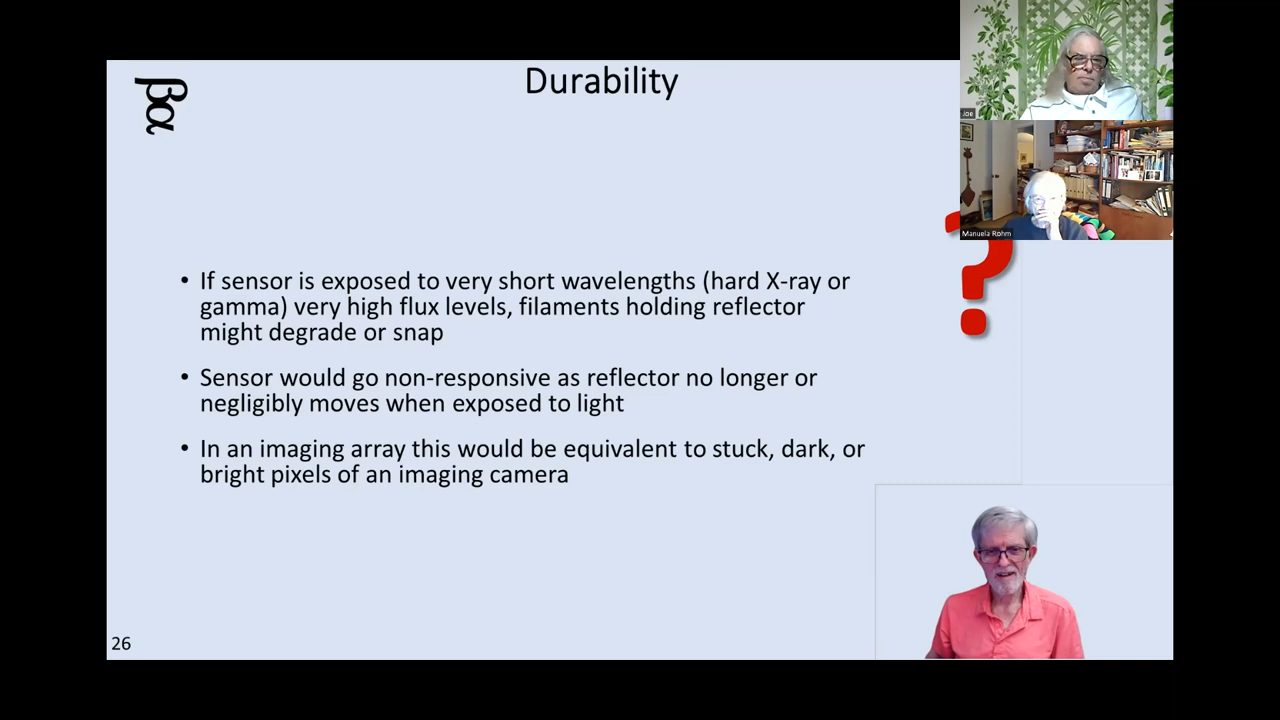 βα
Durability
Joe
Manuela Rohm
• If sensor is exposed to very short wavelengths (hard X-ray or
gamma) very high flux levels, filaments holding reflector
might degrade or snap
?
• Sensor would go non-responsive as reflector no longer or
negligibly moves when exposed to light
• In an imaging array this would be equivalent to stuck, dark, or
bright pixels of an imaging camera
26